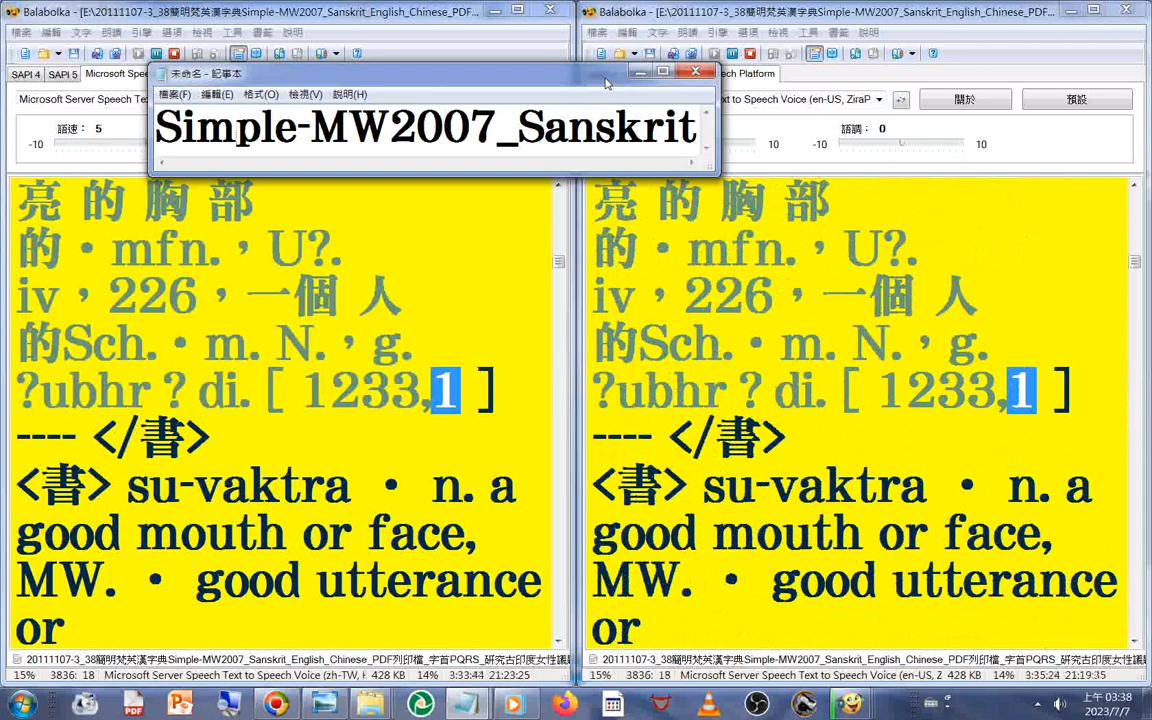 Balabolka - [E:\20111107-3_38簡明梵英漢字典Simple-MW2007_Sanskrit_English_Chinese_PDF...
檔案 編輯 文字 朗讀 引擎 選項 檢視 工具 書籤 說明
SAPI 4
SAPI 5
Microsoft Spee
Microsoft Server Speech Text
語速： 5
-10
未命名 - 記事本
檔案(F) 編輯(E) 格式(O) 檢視(V) 說明(H)
Simple-MW2007_Sanskrit
亮 的 胸 部
的・mfn.，U?.
iv，226，一個 人
的Sch.・m. N.，g.
?ubhr ? di. [ 1233,1 ]
---- </書>
<書> su-vaktra ・ n. a
good mouth or face,
MW. ・ good utterance
or
20111107-3_38簡明梵英漢字典Simple-MW2007_Sanskrit_English_Chinese_PDF列印檔_字首PQRS_研究古印度女性議
15% 3836: 18 Microsoft Server Speech Text to Speech Voice (zh-TW, H 428 KB 14% 3:33:44 21:23:25
Balabolka - [E:\20111107-3_38簡明梵英漢字典Simple-MW2007_Sanskrit_English_Chinese_PDF...
檔案 編輯 文字 朗讀 引擎 選項 檢視 工具 書籤 說明
ech Platform
t to Speech Voice (en-US, ZiraP
關於
預設
10
語調： 0
-10
10
亮 的 胸 部
的・mfn.，U?.
iv，226，一個 人
的Sch.・m. N.，g.
?ubhr ? di. [ 1233,1 ]
---- </書>
<書> su-vaktra ・ n. a
good mouth or face,
MW. ・ good utterance
or
20111107-3_38簡明梵英漢字典Simple-MW2007_Sanskrit_English_Chinese_PDF列印檔_字首PQRS_研究古印度女性議
15% 3836: 18 Microsoft Server Speech Text to Speech Voice (en-US, 428 KB 14% 3:35:24 21:19:35
上午 03:38
2023/7/7